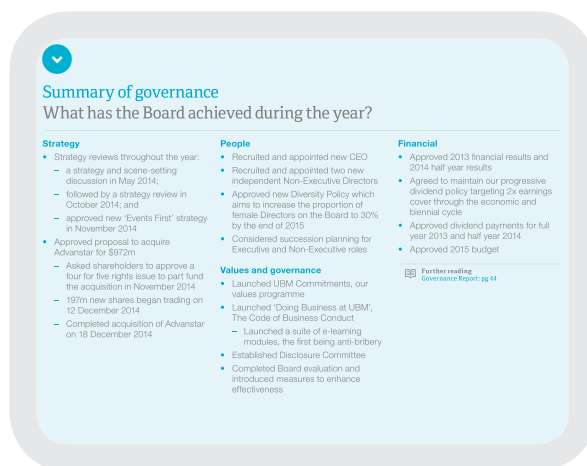 Summary of governance
What has the Board achieved during the year?
Strategy
• Strategy reviews throughout the year:
– a strategy and scene-setting
discussion in May 2014;
– followed by a strategy review in
October 2014; and
– approved new 'Events First' strategy
in November 2014
• Approved proposal to acquire
Advanstar for $972m
– Asked shareholders to approve a
four for five rights issue to part fund
the acquisition in November 2014
– 197m new shares began trading on
12 December 2014
– Completed acquisition of Advanstar
on 18 December 2014
People
• Recruited and appointed new CEO
• Recruited and appointed two new
independent Non-Executive Directors
• Approved new Diversity Policy which
aims to increase the proportion of
female Directors on the Board to 30%
by the end of 2015
• Considered succession planning for
Executive and Non-Executive roles
Values and governance
• Launched UBM Commitments, our
values programme
• Launched 'Doing Business at UBM',
The Code of Business Conduct
– Launched a suite of e-learning
modules, the first being anti-bribery
• Established Disclosure Committee
• Completed Board evaluation and
introduced measures to enhance
effectiveness
Financial
• Approved 2013 financial results and
2014 half year results
• Agreed to maintain our progressive
dividend policy targeting 2x earnings
cover through the economic and
biennial cycle
• Approved dividend payments for full
year 2013 and half year 2014
• Approved 2015 budget
Further reading
Governance Report: pg 44